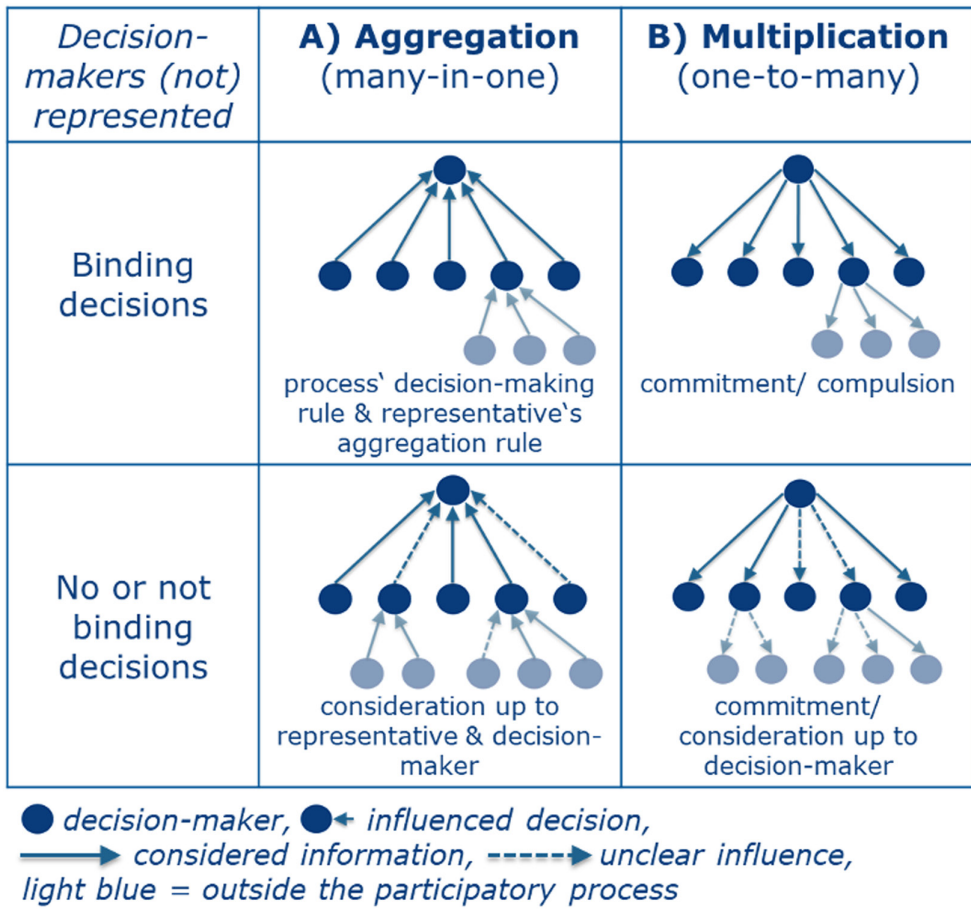 Decision-
makers (not)
represented
A) Aggregation
(many-in-one)
B) Multiplication
(one-to-many)
Binding
decisions
process‘ decision-making
rule & representative‘s
aggregation rule
commitment/ compulsion
No or not
binding
decisions
consideration up to
representative & decision-
maker
commitment/
consideration up to
decision-maker
decision-maker, influenced decision,
considered information, unclear influence,
light blue = outside the participatory process